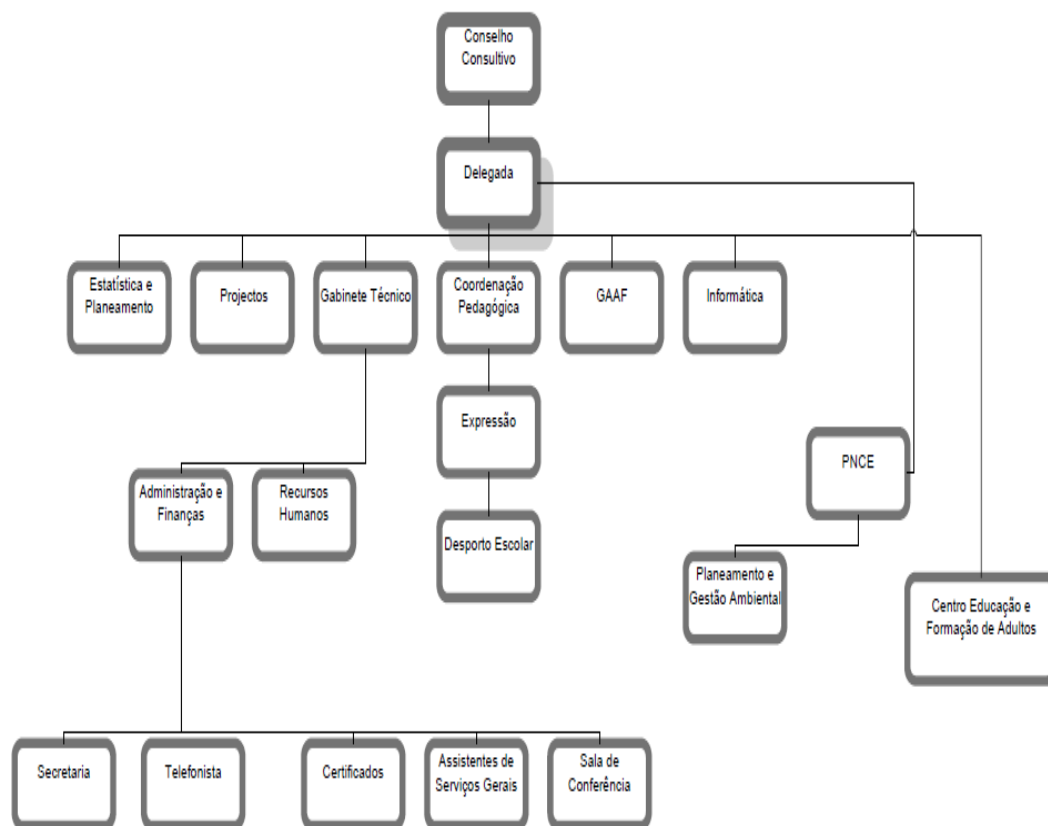 Conselho
Consultivo
Delegada
Estatística e
Planeamento
Projectos
Gabinete Técnico
Coordenação
Pedagógica
GAAF
Informática
Expressão
PNCE
Administração e
Finanças
Recursos
Humanos
Desporto Escolar
Planeamento e
Gestão Ambiental
Centro Educação e
Formação de Adultos
Secretaria
Telefonista
Certificados
Assistentes de
Serviços Gerais
Sala de
Conferência